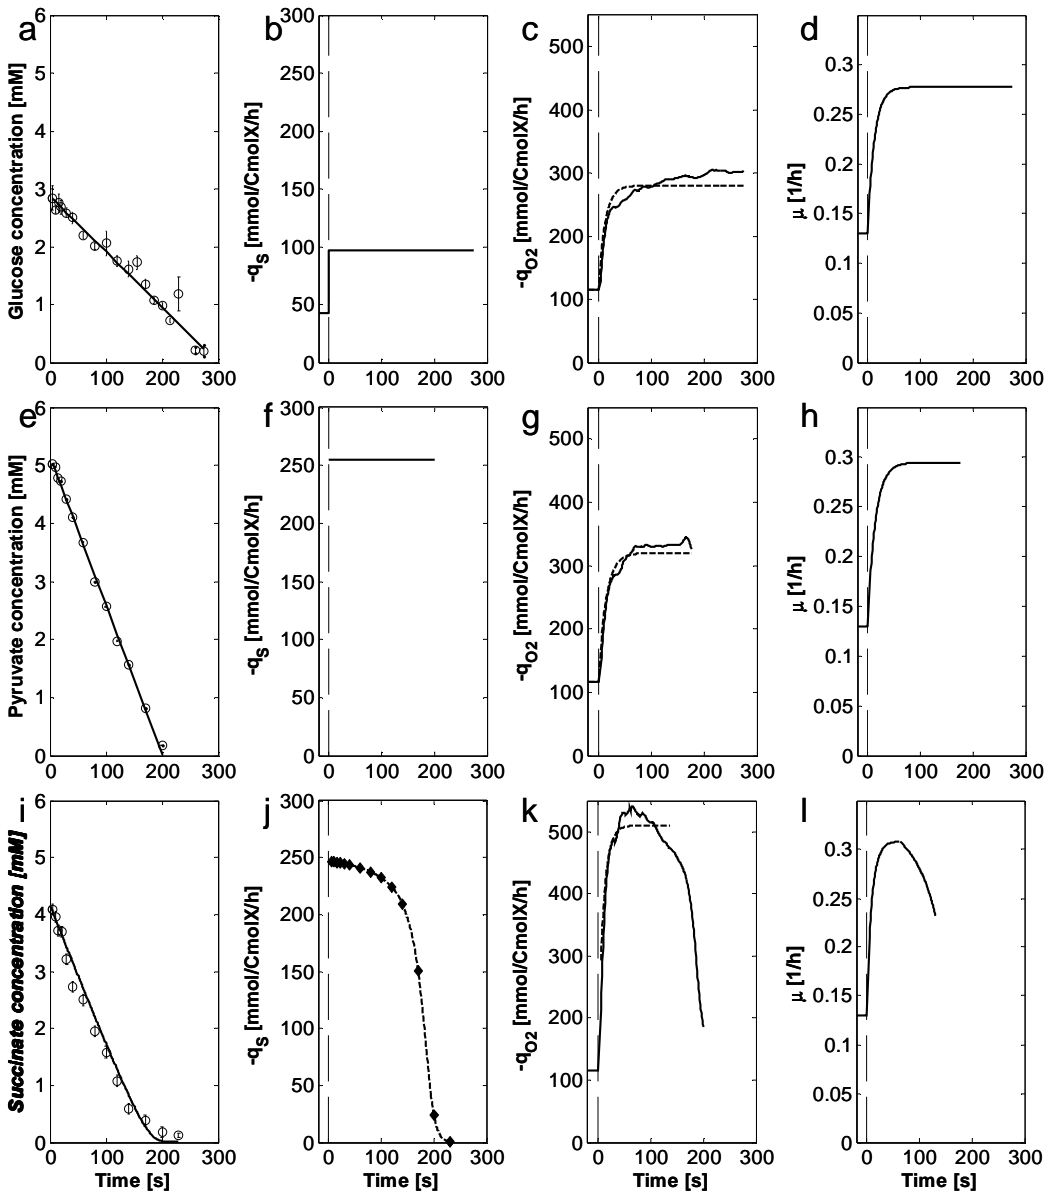 a
b
c
d
6
5
4
3
2
1
0
0 100 200 300
Glucose concentration [mM]
300
250
200
150
100
50
0
0 100 200 300
-qS [mmol/CmolX/h]
500
400
300
200
100
0
0 100 200 300
-qO2 [mmol/CmolX/h]
0.3
0.25
0.2
0.15
0.1
0.05
0
0 100 200 300
μ [1/h]
e
f
g
h
6
5
4
3
2
1
0
0 100 200 300
Pyruvate concentration [mM]
300
250
200
150
100
50
0
0 100 200 300
-qS [mmol/CmolX/h]
500
400
300
200
100
0
0 100 200 300
-qO2 [mmol/CmolX/h]
0.3
0.25
0.2
0.15
0.1
0.05
0
0 100 200 300
μ [1/h]
i
j
k
l
6
5
4
3
2
1
0
0 100 200 300
Succinate concentration [mM]
Time [s]
300
250
200
150
100
50
0
0 100 200 300
-qS [mmol/CmolX/h]
Time [s]
500
400
300
200
100
0
0 100 200 300
-qO2 [mmol/CmolX/h]
Time [s]
0.3
0.25
0.2
0.15
0.1
0.05
0
0 100 200 300
μ [1/h]
Time [s]